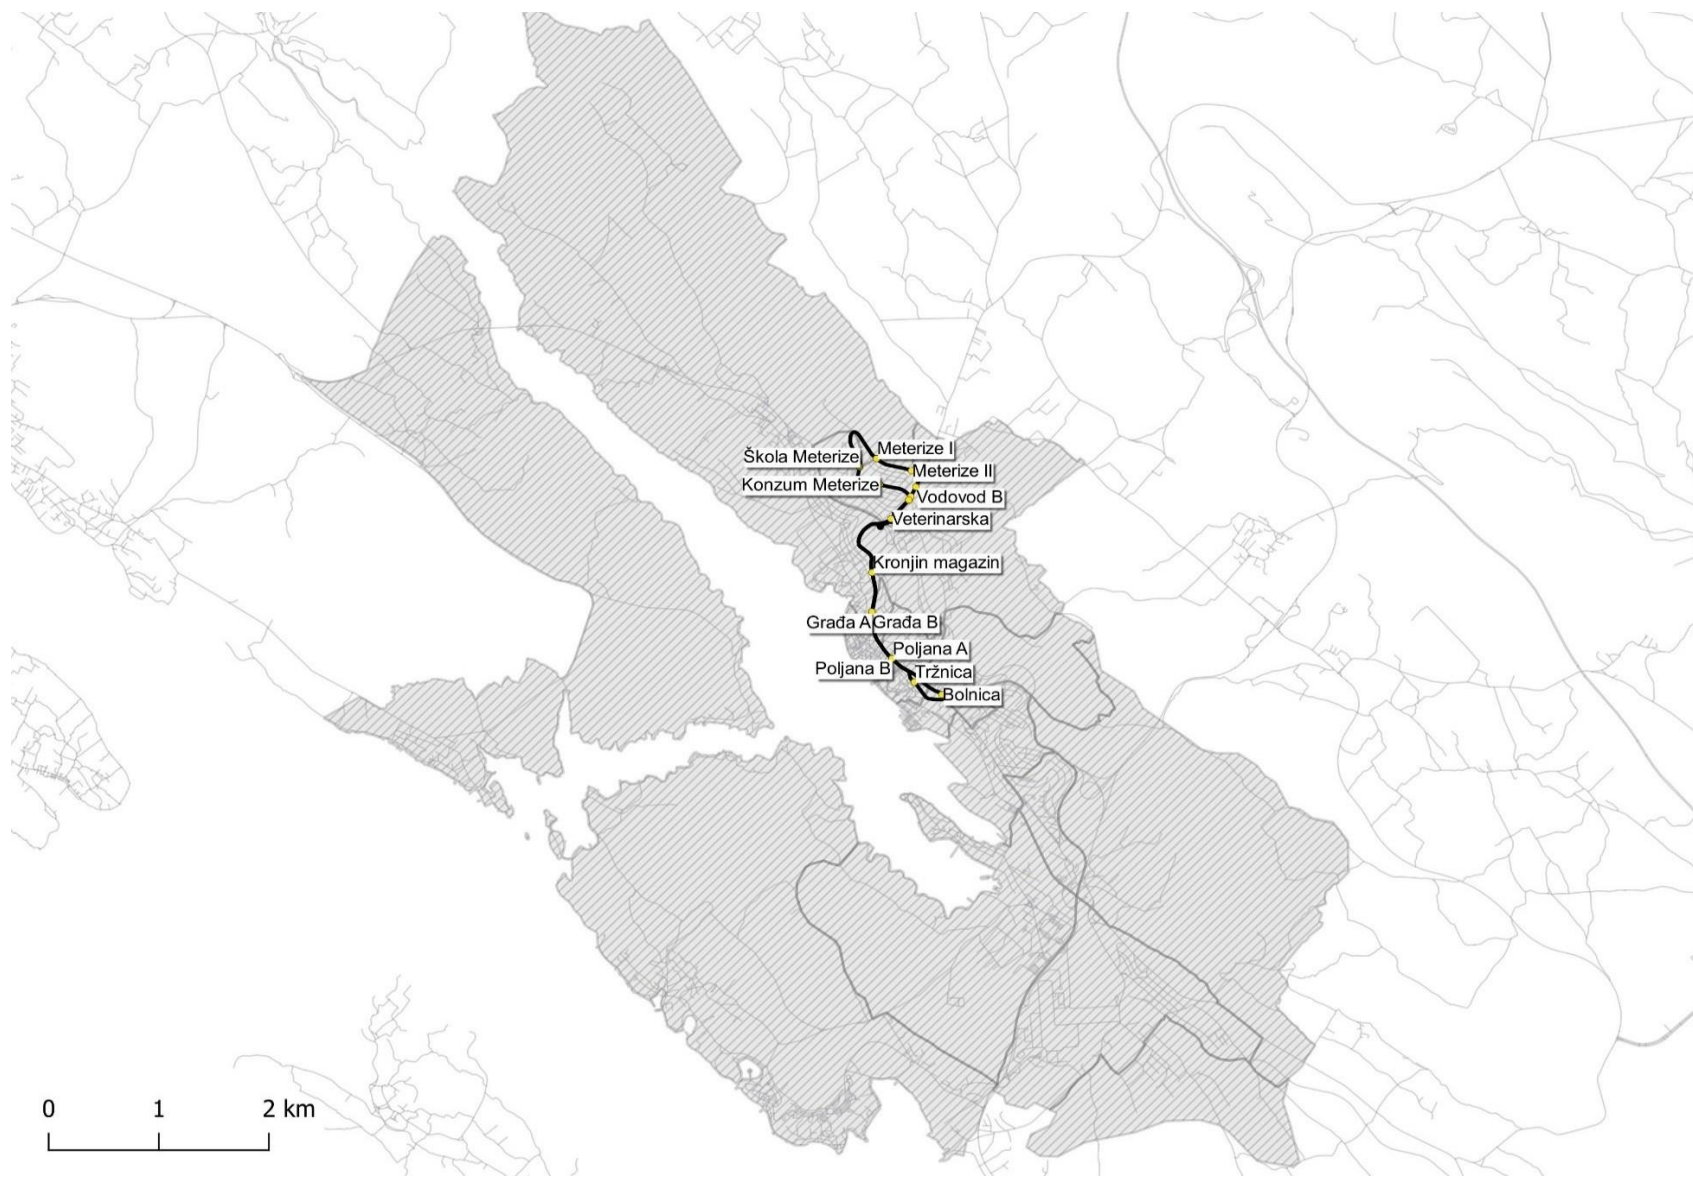 Meterize I
Škola Meterize
Meterize II
Konzum Meterize
Vodovod B
Veterinarska
Kronjin magazin
Građa A
Građa B
Poljana A
Poljana B
Tržnica
Bolnica
0 1 2 km